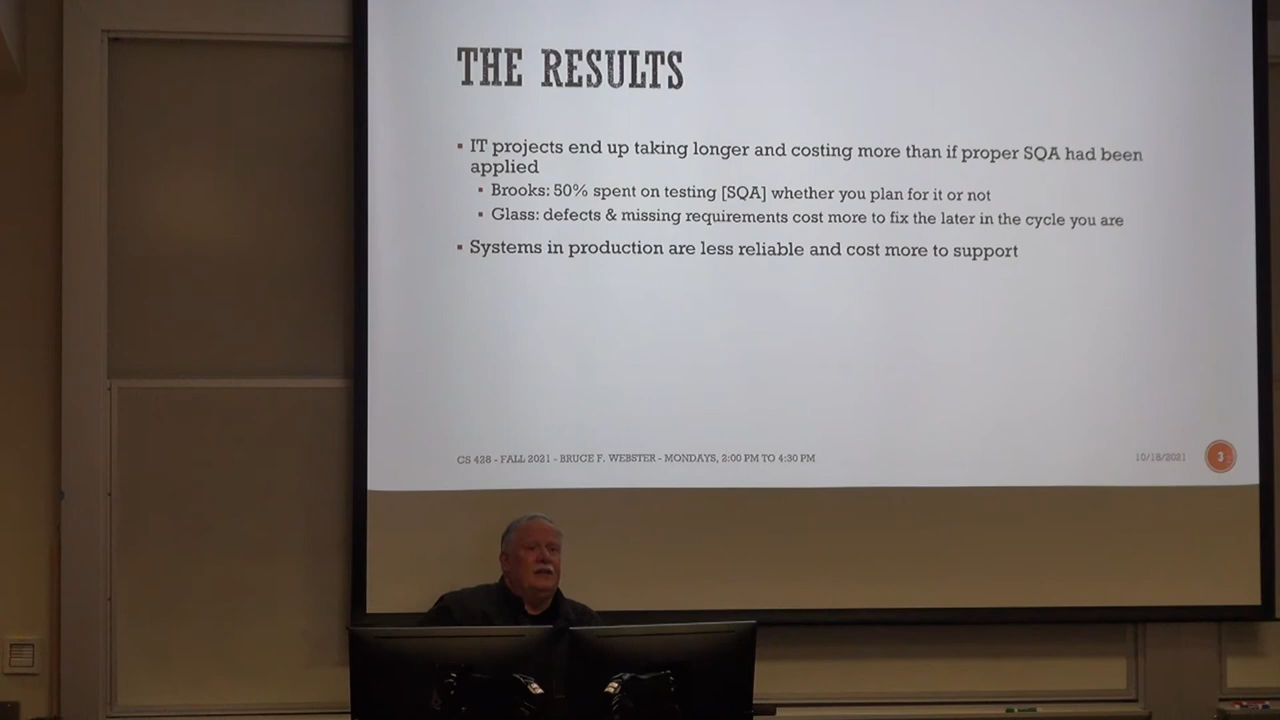 THE RESULTS
▪ IT projects end up taking longer and costing more than if proper SQA had been
applied
▪ Brooks: 50% spent on testing [SQA] whether you plan for it or not
▪ Glass: defects & missing requirements cost more to fix the later in the cycle you are
▪ Systems in production are less reliable and cost more to support
CS 428 - FALL 2021 - BRUCE F. WEBSTER - MONDAYS, 2:00 PM TO 4:30 PM
10/18/2021
3